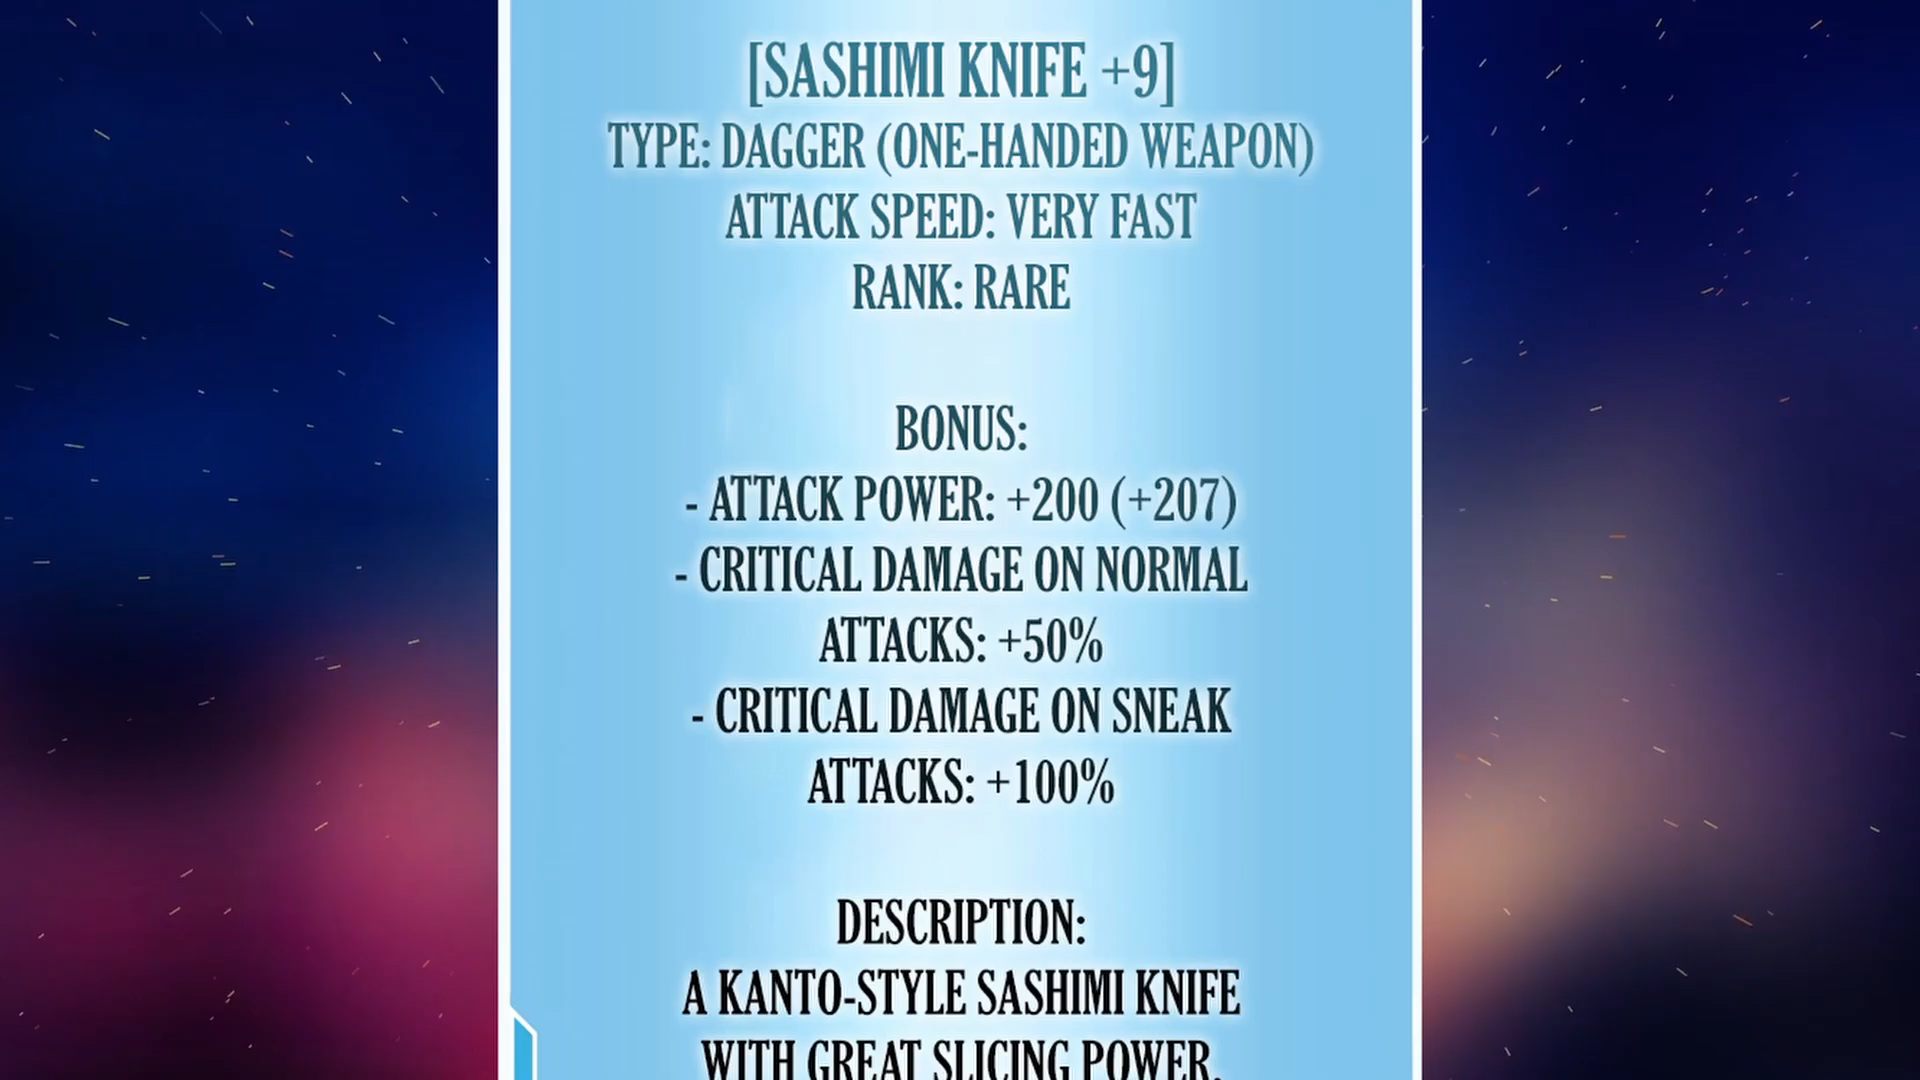 [SASHIMI KNIFE +9]
TYPE: DAGGER (ONE-HANDED WEAPON)
ATTACK SPEED: VERY FAST
RANK: RARE
BONUS:
- ATTACK POWER: +200 (+207)
- CRITICAL DAMAGE ON NORMAL
ATTACKS: +50%
- CRITICAL DAMAGE ON SNEAK
ATTACKS: +100%
DESCRIPTION:
A KANTO-STYLE SASHIMI KNIFE
WITH GREAT SLICING POWER.